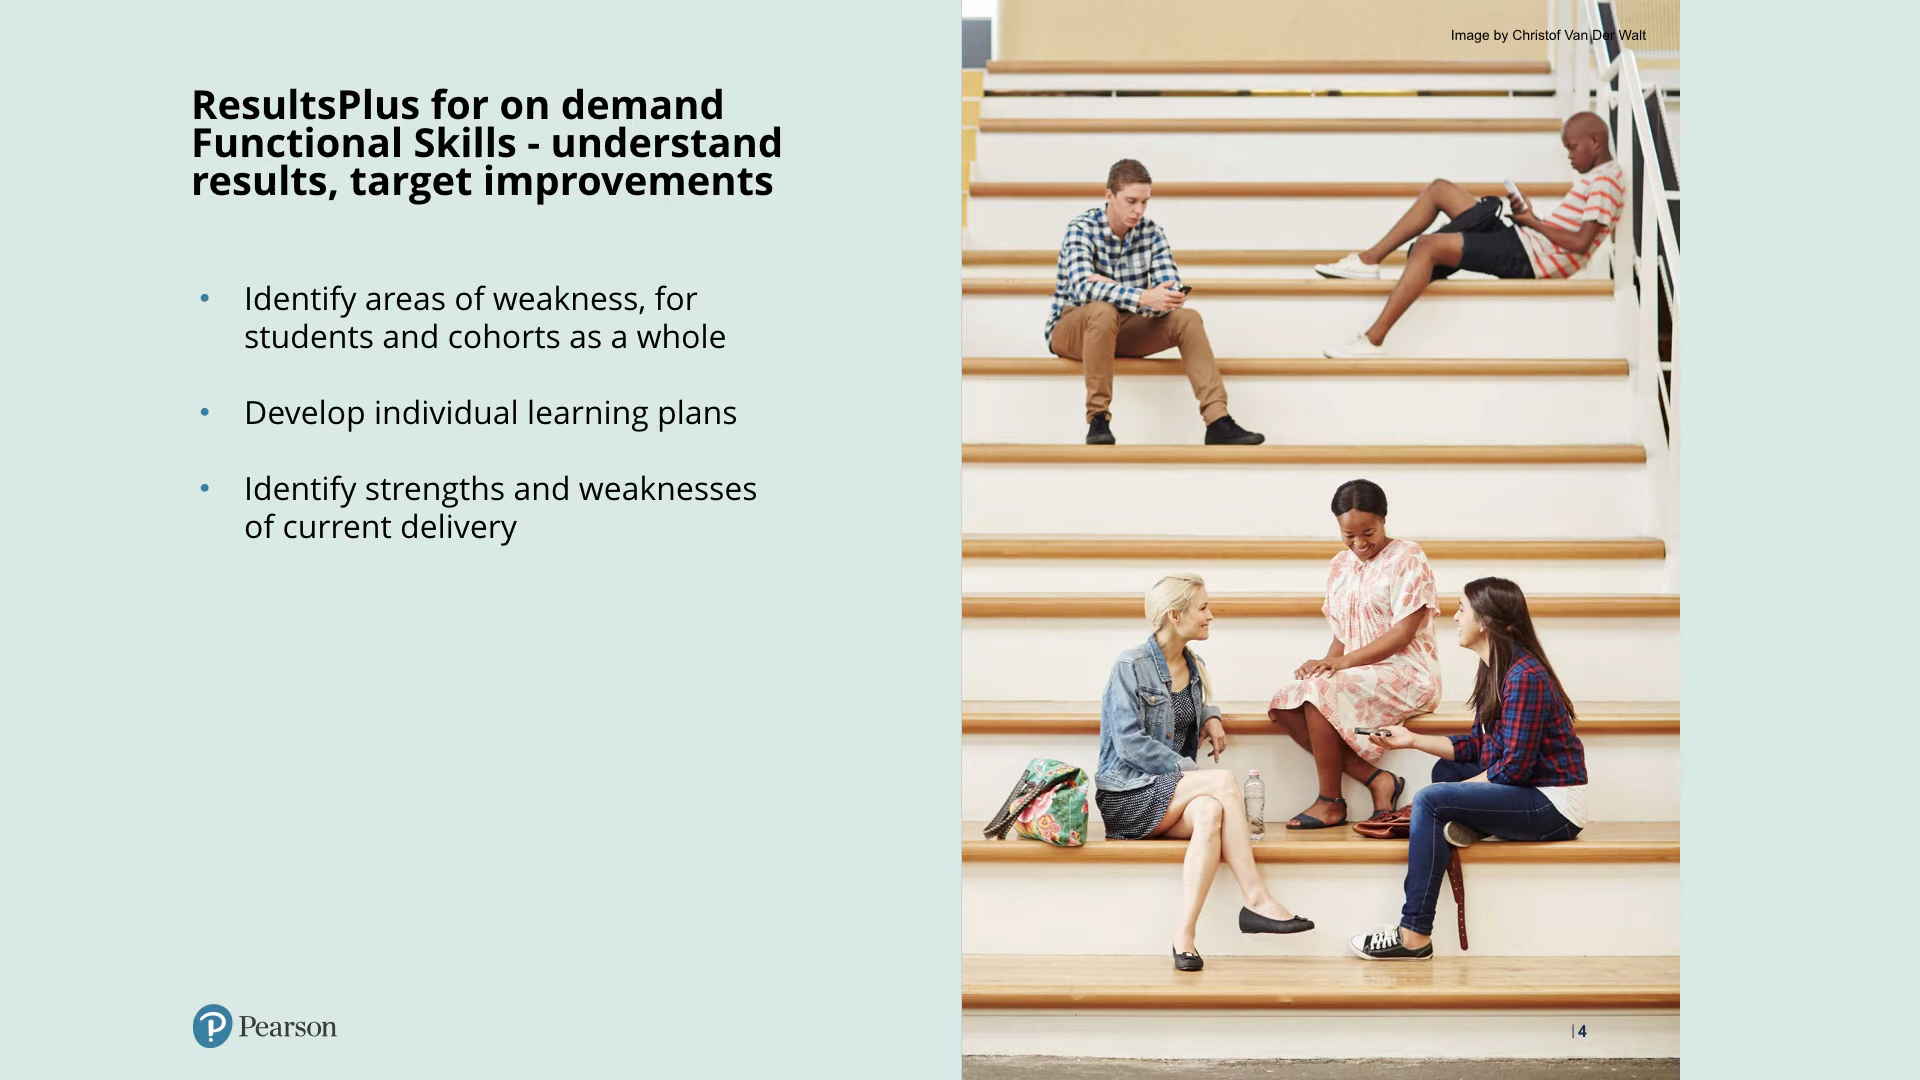 Image by Christof Van Der Walt
ResultsPlus for on demand
Functional Skills - understand
results, target improvements
• Identify areas of weakness, for
students and cohorts as a whole
• Develop individual learning plans
• Identify strengths and weaknesses
of current delivery
Pearson
| 4